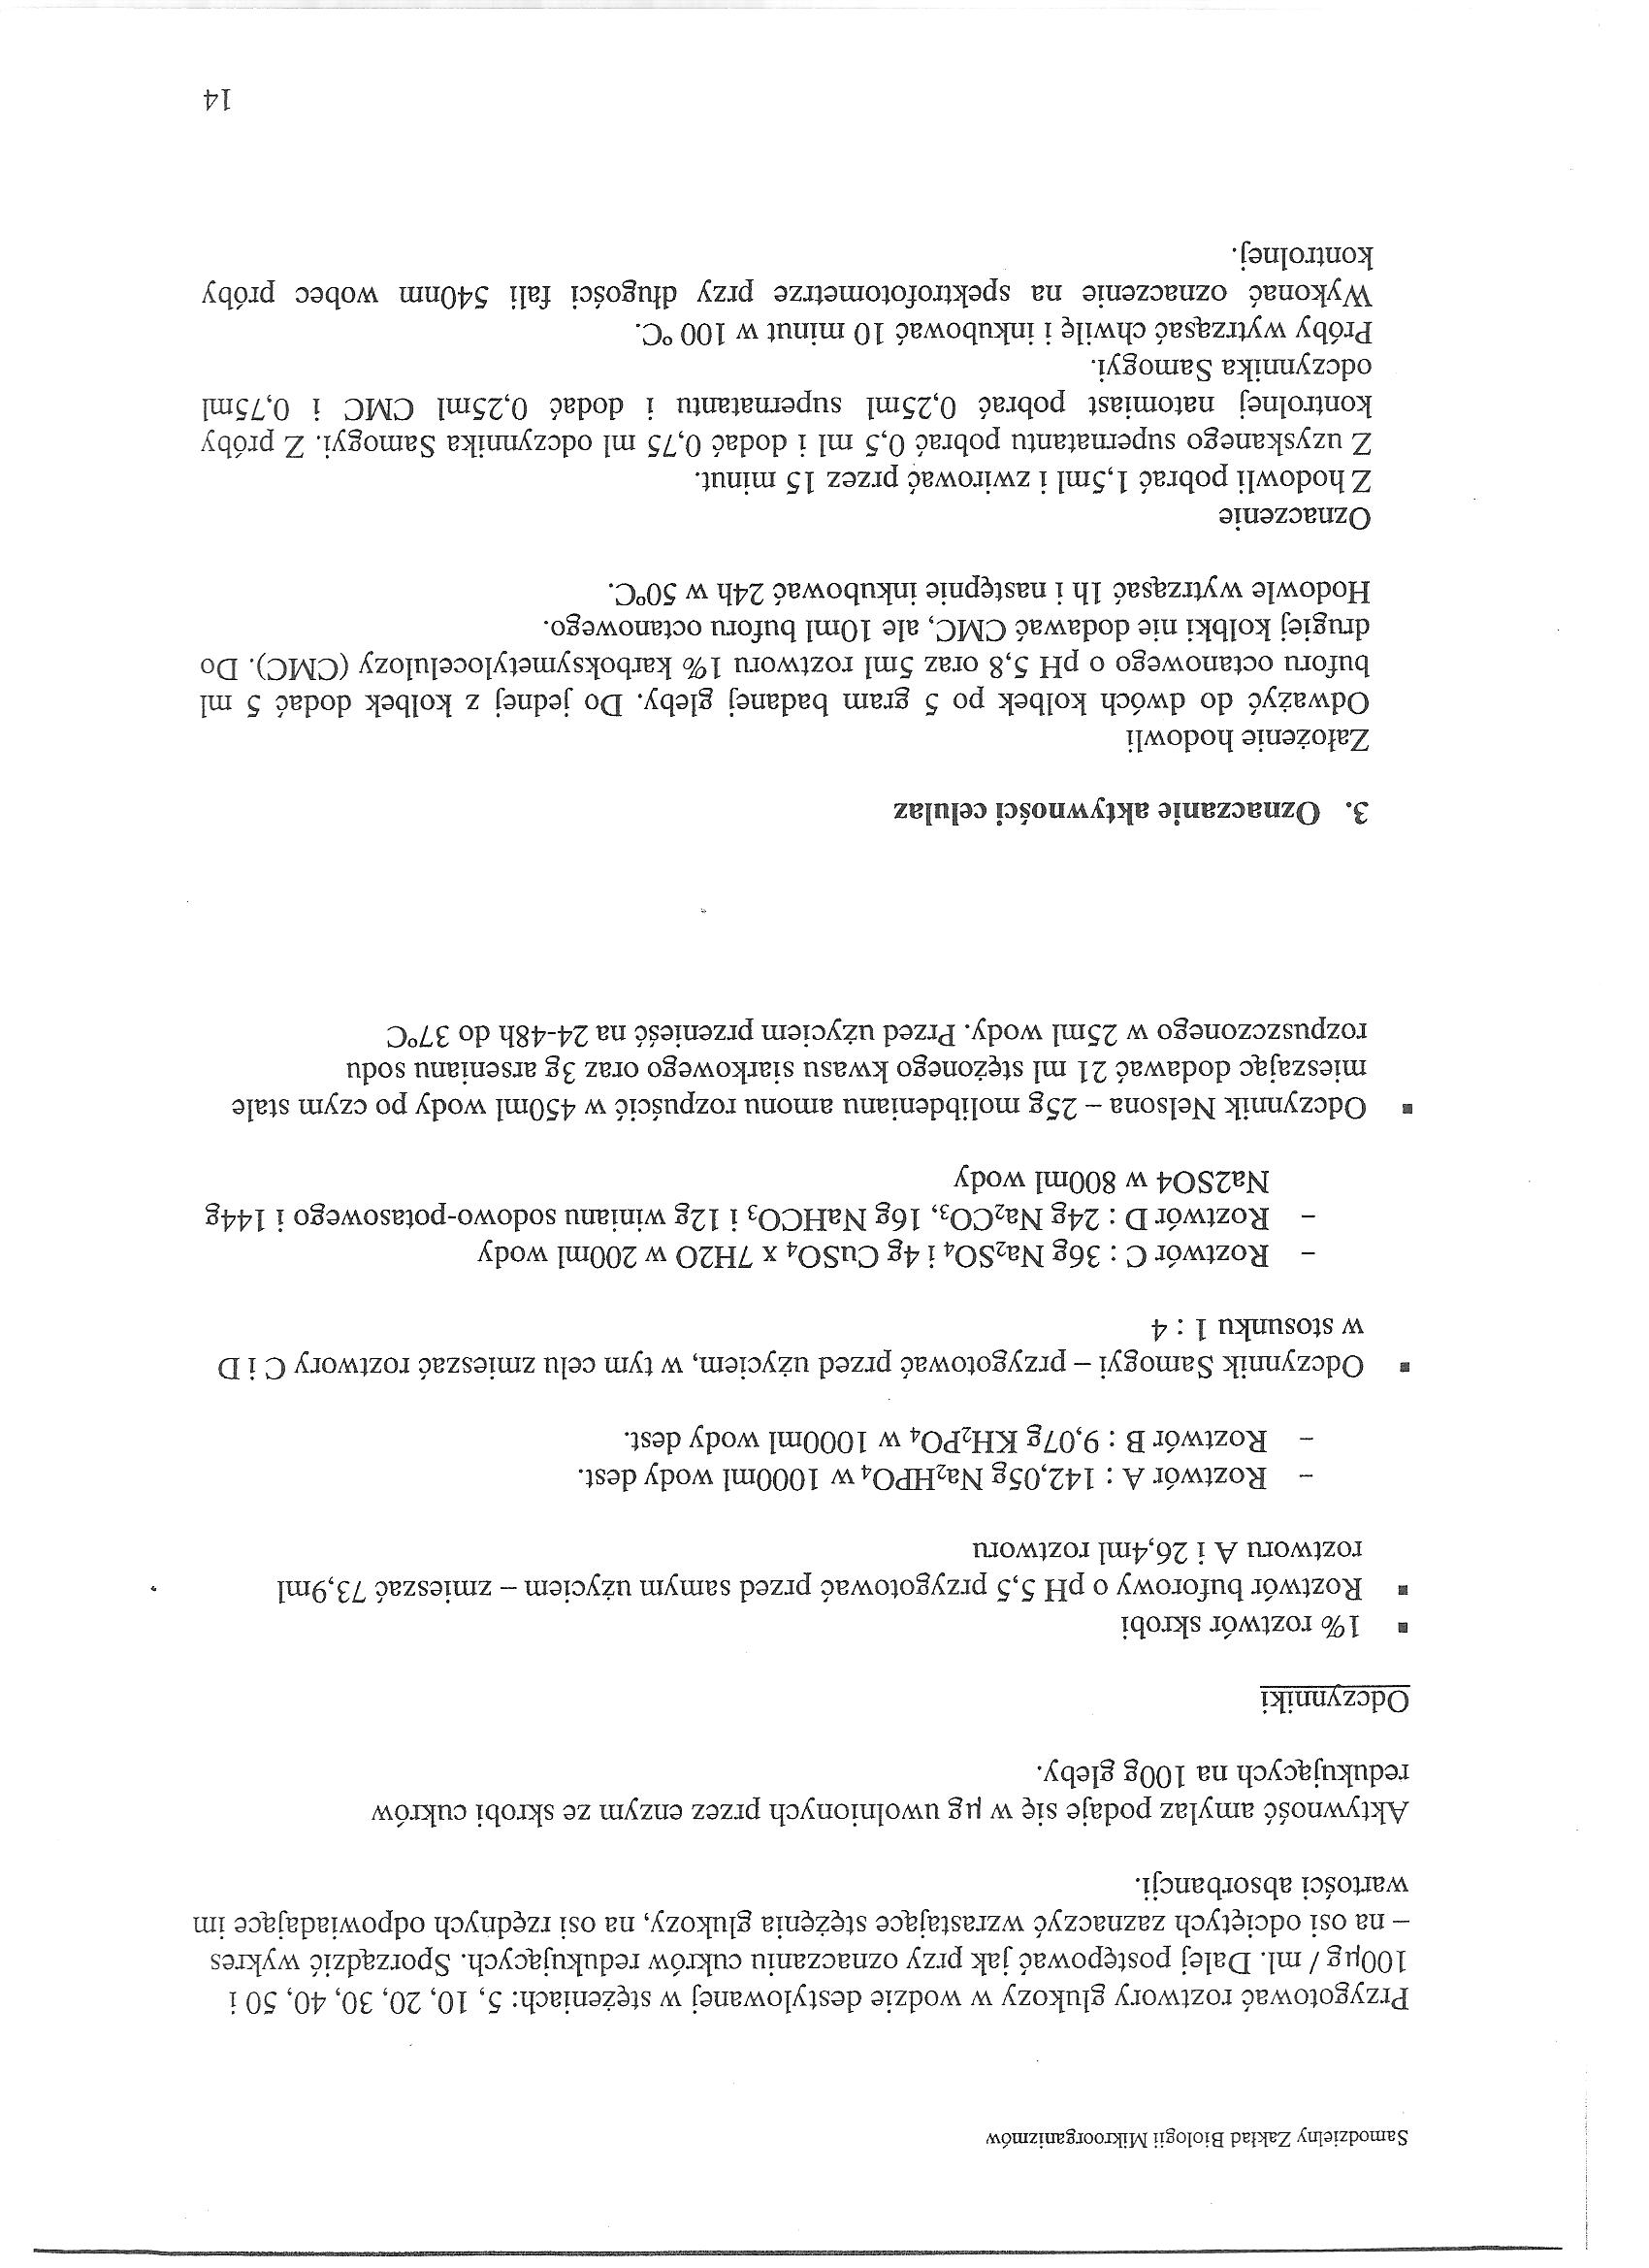 Samodzielny Zakład Biologii Mikroorganizmów
Przygotować roztwory glukozy w wodzie destylowanej w stężeniach: 5, 10, 20, 30, 40, 50 i
100µg / ml. Dalej postępować jak przy oznaczaniu cukrów redukujących. Sporządzić wykres
– na osi odciętych zaznaczyć wzrastające stężenia glukozy, na osi rzędnych odpowiadające im
wartości absorbancji.
Aktywność amylaz podaje się w µg uwolnionych przez enzym ze skrobi cukrów
redukujących na 100g gleby.
Odczynniki
▪ 1% roztwór skrobi
▪ Roztwór buforowy o pH 5,5 przygotować przed samym użyciem – zmieszać 73,9ml
roztworu A i 26,4ml roztworu
- Roztwór A : 142,05g Na₂HPO₄ w 1000ml wody dest.
- Roztwór B : 9,07g KH₂PO₄ w 1000ml wody dest.
▪ Odczynnik Samogyi – przygotować przed użyciem, w tym celu zmieszać roztwory C i D
w stosunku 1 : 4
- Roztwór C : 36g Na₂SO₄ i 4g CuSO₄ x 7H2O w 200ml wody
- Roztwór D : 24g Na₂CO₃, 16g NaHCO₃ i 12g winianu sodowo-potasowego i 144g
Na2SO4 w 800ml wody
▪ Odczynnik Nelsona – 25g molibdenianu amonu rozpuścić w 450ml wody po czym stale
mieszając dodawać 21 ml stężonego kwasu siarkowego oraz 3g arsenianu sodu
rozpuszczonego w 25ml wody. Przed użyciem przenieść na 24-48h do 37°C
3. Oznaczanie aktywności celulaz
Założenie hodowli
Odważyć do dwóch kolbek po 5 gram badanej gleby. Do jednej z kolbek dodać 5 ml
buforu octanowego o pH 5,8 oraz 5ml roztworu 1% karboksymetylocelulozy (CMC). Do
drugiej kolbki nie dodawać CMC, ale 10ml buforu octanowego.
Hodowle wytrząsać 1h i następnie inkubować 24h w 50°C.
Oznaczenie
Z hodowli pobrać 1,5ml i zwirować przez 15 minut.
Z uzyskanego supernatantu pobrać 0,5 ml i dodać 0,75 ml odczynnika Samogyi. Z próby
kontrolnej natomiast pobrać 0,25ml supernatantu i dodać 0,25ml CMC i 0,75ml
odczynnika Samogyi.
Próby wytrząsać chwilę i inkubować 10 minut w 100 °C.
Wykonać oznaczenie na spektrofotometrze przy długości fali 540nm wobec próby
kontrolnej.
14